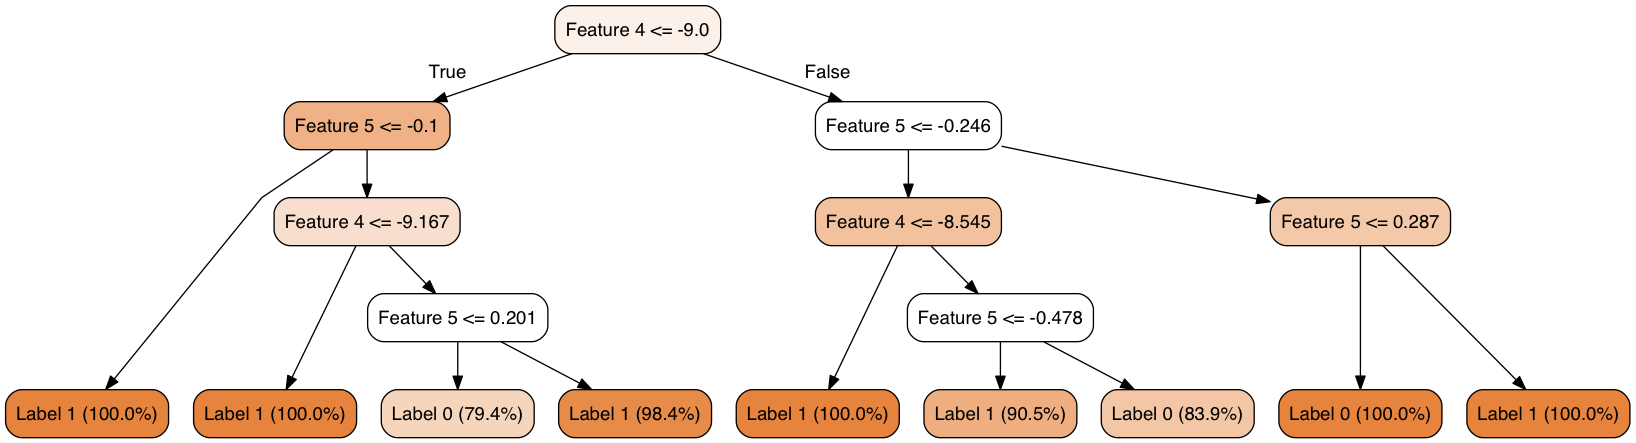 Feature 4 <= -9.0
True
False
Feature 5 <= -0.1
Feature 5 <= -0.246
Feature 4 <= -9.167
Feature 4 <= -8.545
Feature 5 <= 0.287
Feature 5 <= 0.201
Feature 5 <= -0.478
Label 1 (100.0%)
Label 1 (100.0%)
Label 0 (79.4%)
Label 1 (98.4%)
Label 1 (100.0%)
Label 1 (90.5%)
Label 0 (83.9%)
Label 0 (100.0%)
Label 1 (100.0%)